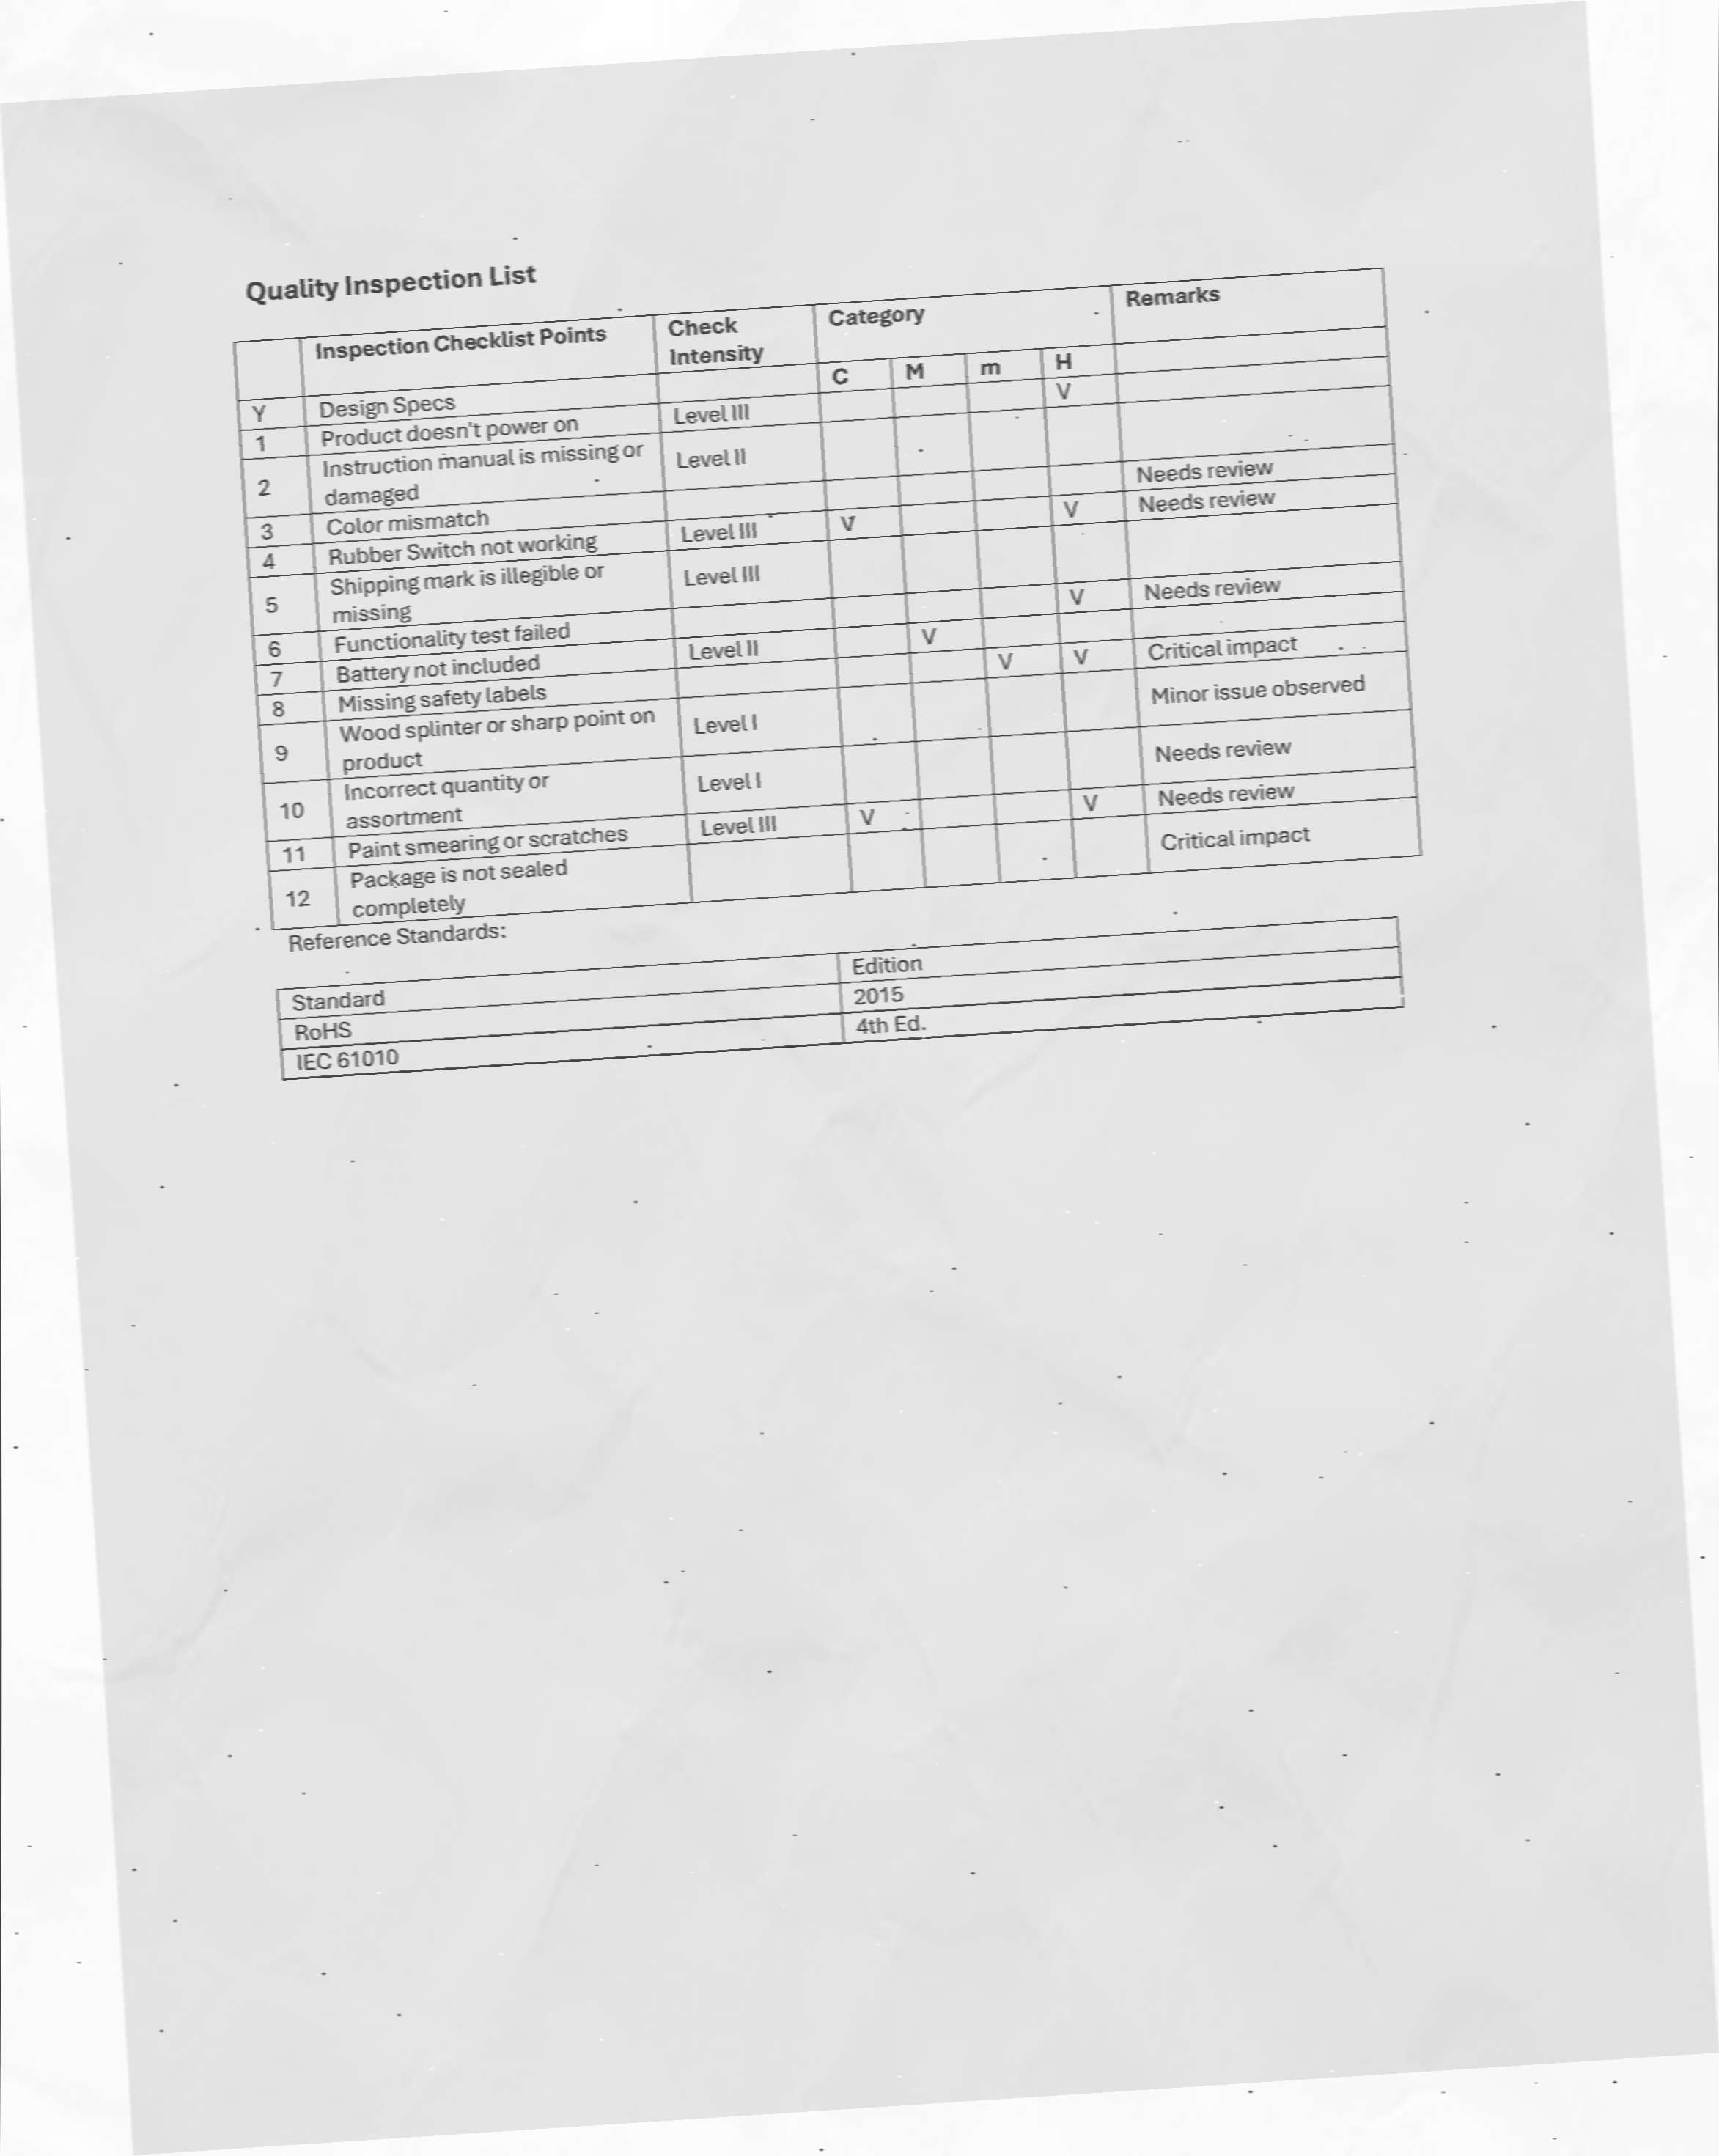 Quality Inspection List
Inspection Checklist Points Check Intensity Category Remarks
Y Design Specs C M m H
1 Product doesn't power on Level III V
2 Instruction manual is missing or damaged Level II
3 Color mismatch Needs review
4 Rubber Switch not working Level III V V Needs review
5 Shipping mark is illegible or missing Level III
6 Functionality test failed V Needs review
7 Battery not included Level II V
8 Missing safety labels V V Critical impact
9 Wood splinter or sharp point on product Level I Minor issue observed
10 Incorrect quantity or assortment Level I Needs review
11 Paint smearing or scratches Level III V V Needs review
12 Package is not sealed completely Critical impact
Reference Standards:
Standard Edition
RoHS 2015
IEC 61010 4th Ed.